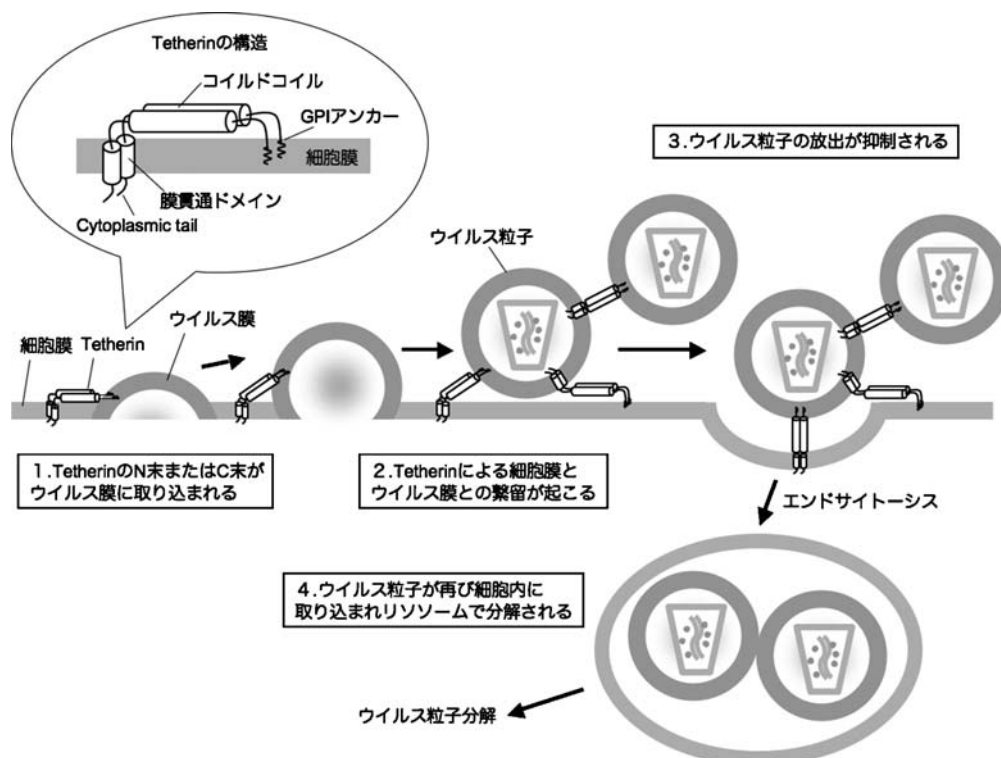 Tetherinの構造
コイルドコイル
GPIアンカー
細胞膜
膜貫通ドメイン
Cytoplasmic tail
3.ウイルス粒子の放出が抑制される
ウイルス粒子
ウイルス膜
細胞膜 Tetherin
1.TetherinのN末またはC末が
ウイルス膜に取り込まれる
2.Tetherinによる細胞膜と
ウイルス膜との繋留が起こる
エンドサイトーシス
4.ウイルス粒子が再び細胞内に
取り込まれリソソームで分解される
ウイルス粒子分解